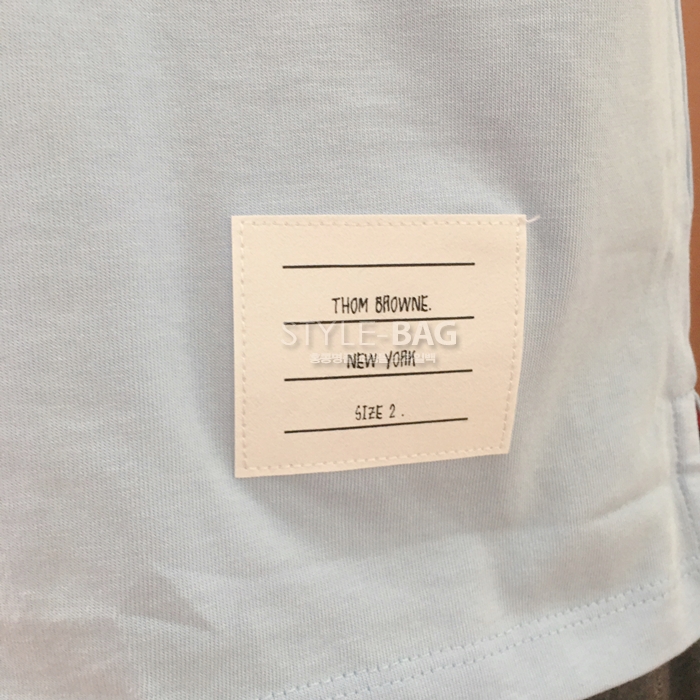 THOM BROWNE.
STYLE-BAG
NEW YORK
SIZE 2 .